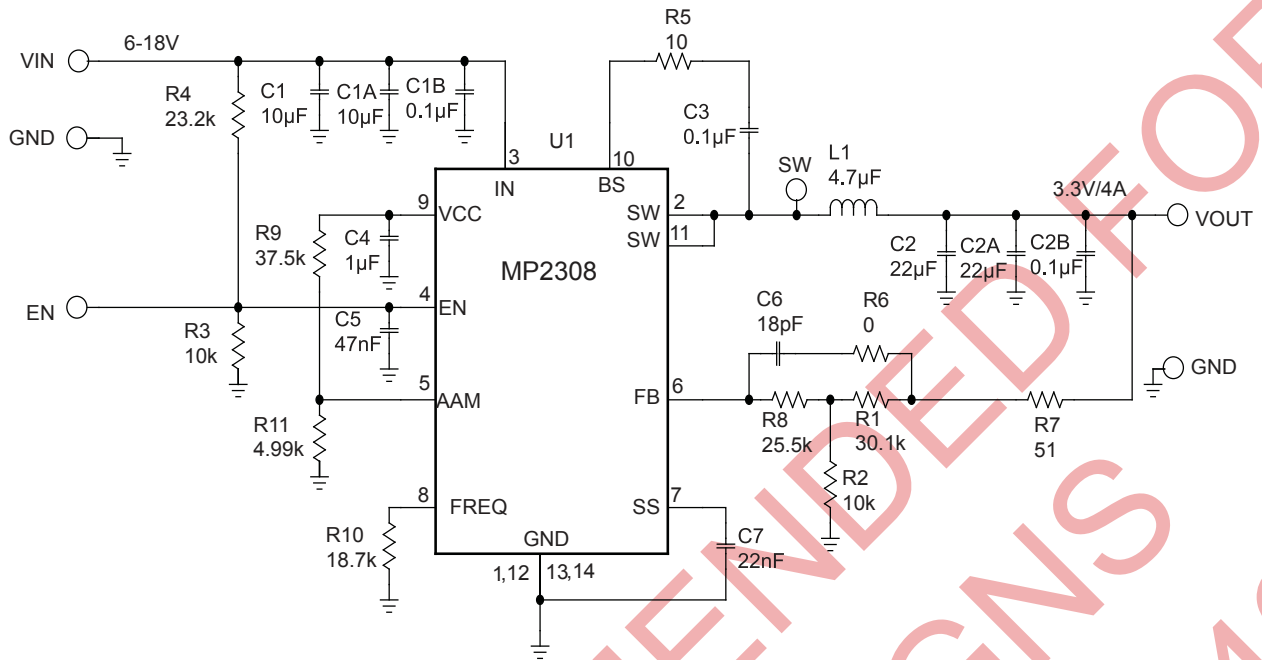 VIN
6-18V
GND
R4
23.2k
C1
10µF
C1A
10µF
C1B
0.1µF
R5
10
C3
0.1µF
U1
3
IN
10
BS
SW
L1
4.7µF
3.3V/4A
VOUT
9
VCC
2
SW
11
SW
R9
37.5k
C4
1µF
MP2308
C2
22µF
C2A
22µF
C2B
0.1µF
EN
4
EN
R3
10k
C5
47nF
C6
18pF
R6
0
GND
5
AAM
6
FB
R11
4.99k
R8
25.5k
R1
30.1k
R7
51
R2
10k
8
FREQ
7
SS
R10
18.7k
GND
1,12
13,14
C7
22nF
ENDED FOR
GNS